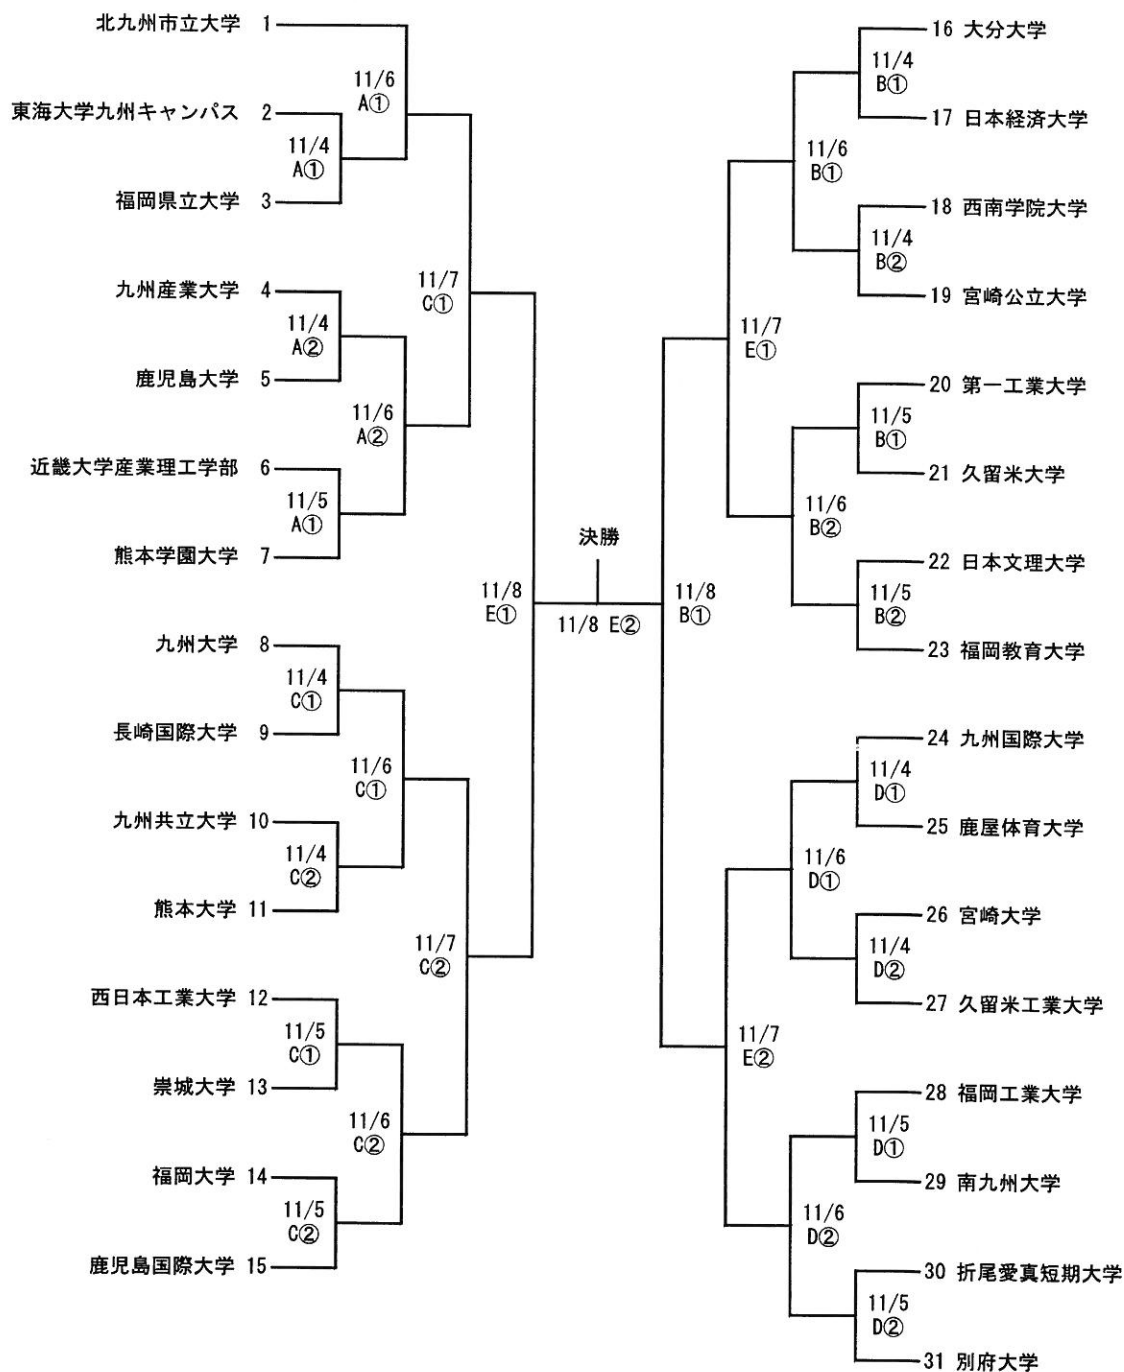 北九州市立大学 1
11/6
A①
東海大学九州キャンパス 2
11/4
A①
福岡県立大学 3
11/7
C①
九州産業大学 4
11/4
A②
鹿児島大学 5
11/6
A②
近畿大学産業理工学部 6
11/5
A①
熊本学園大学 7
11/8
E①
九州大学 8
11/4
C①
長崎国際大学 9
11/6
C①
九州共立大学 10
11/4
C②
熊本大学 11
11/7
C②
西日本工業大学 12
11/5
C①
崇城大学 13
11/6
C②
福岡大学 14
11/5
C②
鹿児島国際大学 15
決勝
11/8 E②
16 大分大学
11/4
B①
17 日本経済大学
11/6
B①
18 西南学院大学
11/4
B②
19 宮崎公立大学
11/7
E①
20 第一工業大学
11/5
B①
21 久留米大学
11/6
B②
22 日本文理大学
11/5
B②
23 福岡教育大学
11/8
B①
24 九州国際大学
11/4
D①
25 鹿屋体育大学
11/6
D①
26 宮崎大学
11/4
D②
27 久留米工業大学
11/7
E②
28 福岡工業大学
11/5
D①
29 南九州大学
11/6
D②
30 折尾愛真短期大学
11/5
D②
31 別府大学